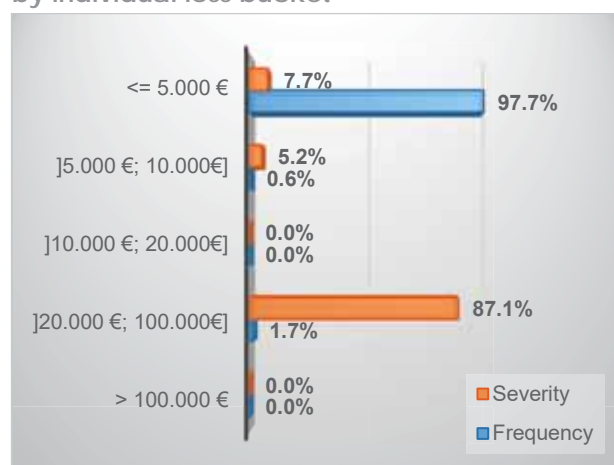 by individual loss bucket
<= 5.000 €
7.7%
97.7%
]5.000 €; 10.000€]
5.2%
0.6%
]10.000 €; 20.000€]
0.0%
0.0%
]20.000 €; 100.000€]
87.1%
1.7%
> 100.000 €
0.0%
0.0%
Severity
Frequency